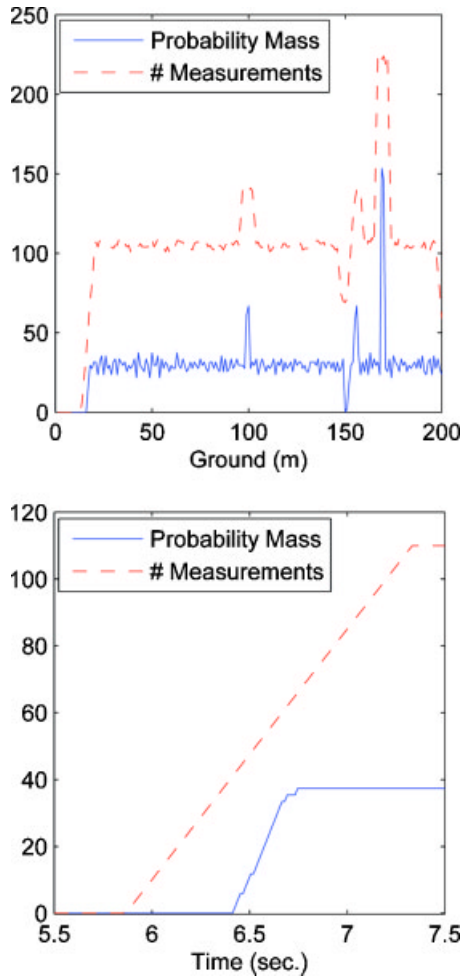 250
200
150
100
50
0
Probability Mass
# Measurements
0 50 100 150 200
Ground (m)
120
100
80
60
40
20
0
Probability Mass
# Measurements
5.5 6 6.5 7 7.5
Time (sec.)